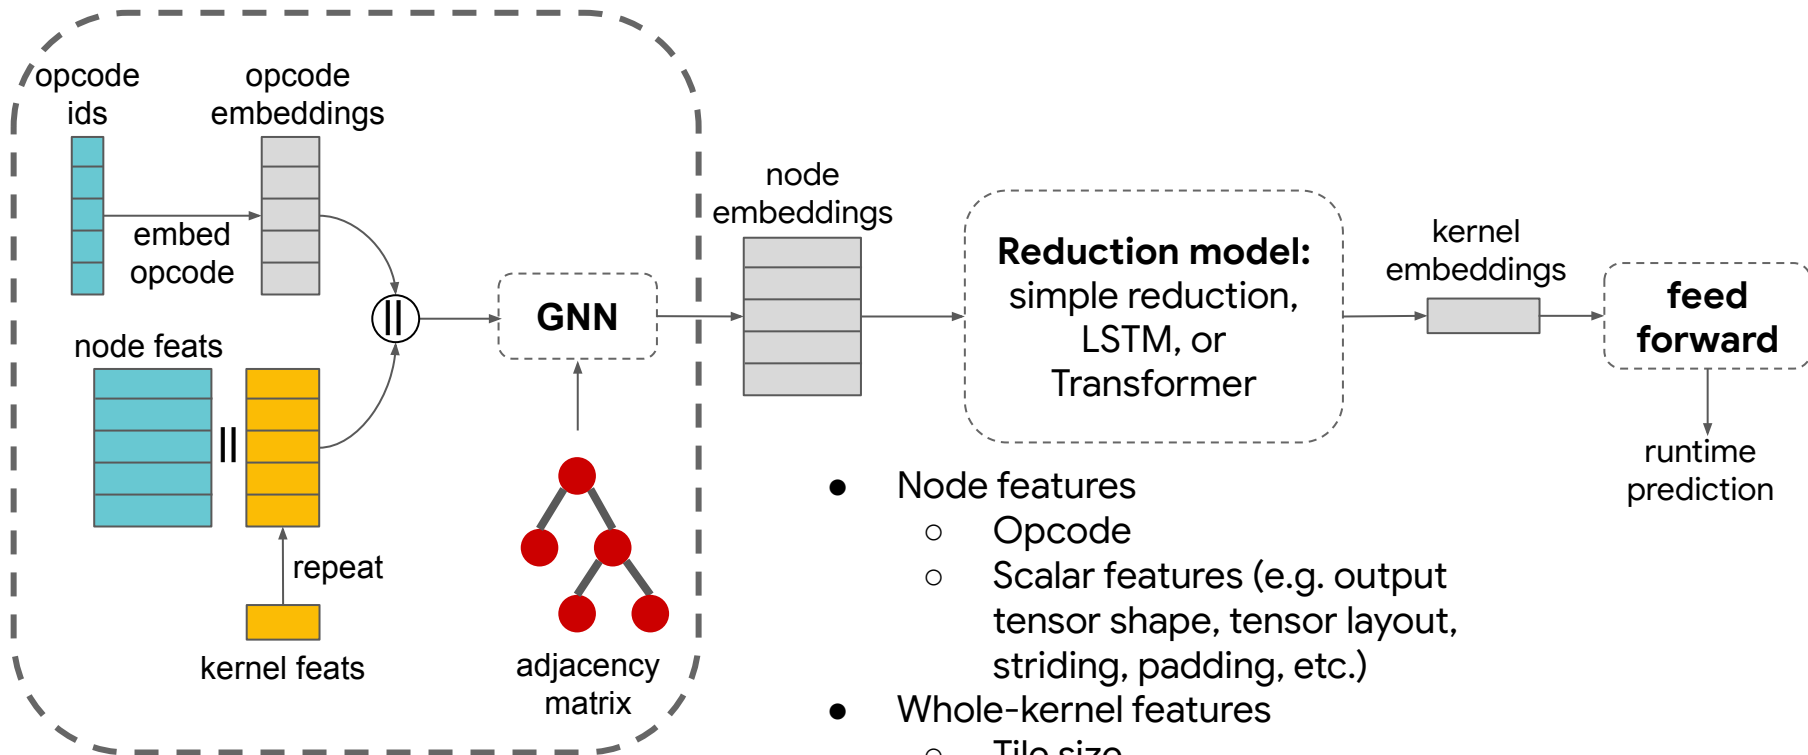 opcode
ids
opcode
embeddings
embed
opcode
||
node feats
||
repeat
kernel feats
GNN
adjacency
matrix
node
embeddings
Reduction model:
simple reduction,
LSTM, or
Transformer
kernel
embeddings
feed
forward
runtime
prediction
● Node features
○ Opcode
○ Scalar features (e.g. output
tensor shape, tensor layout,
striding, padding, etc.)
● Whole-kernel features
○ Tile size